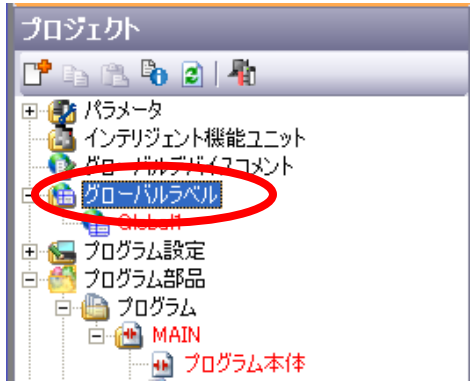 プロジェクト
パラメータ
インテリジェント機能ユニット
グローバルデバイスコメント
グローバルラベル
Global1
プログラム設定
プログラム部品
プログラム
MAIN
プログラム本体